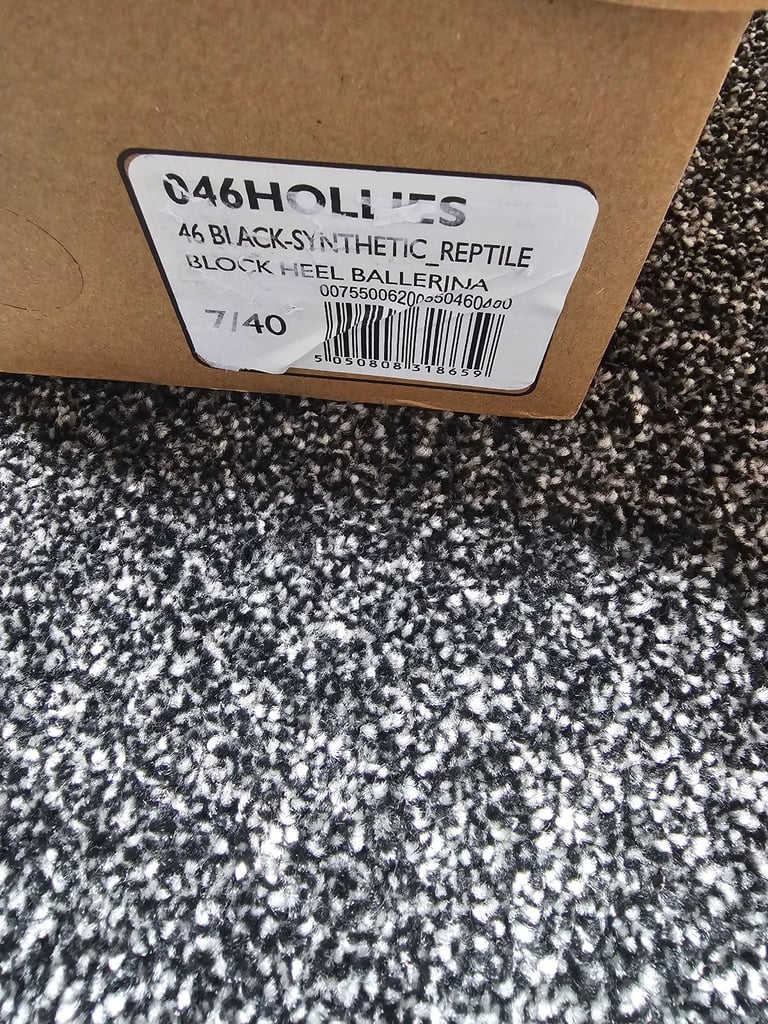 046HOLLIES
46 BLACK-SYNTHETIC_REPTILE
BLOCK HEEL BALLERINA
7/40
5 050808 318659